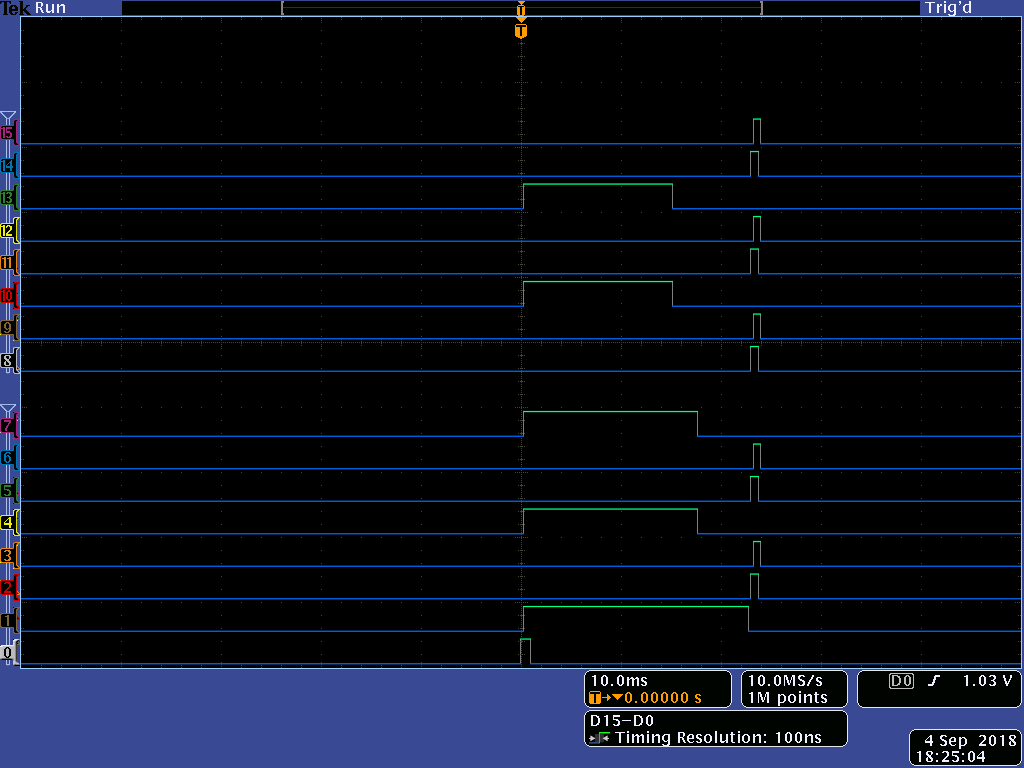 Tek Run Trig'd
T
T
15
14
13
12
11
10
9
8
7
6
5
4
3
2
1
0
10.0ms
T→▼0.00000 s
10.0MS/s
1M points
D0 1.03 V
D15-D0
Timing Resolution: 100ns
4 Sep 2018
18:25:04